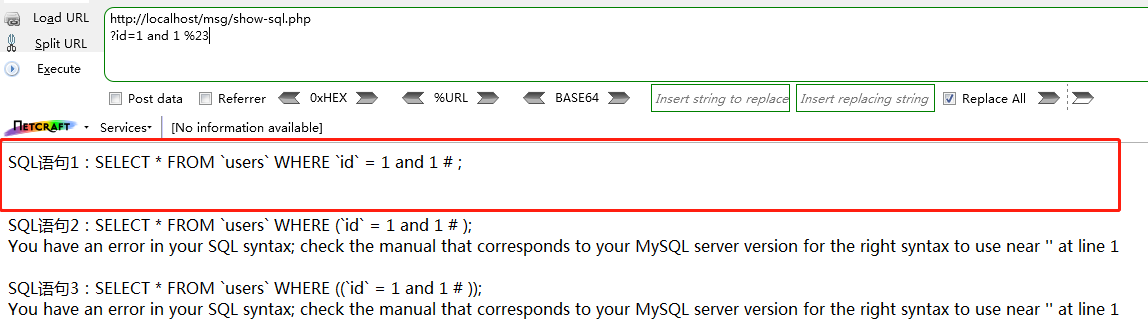 Load URL
http://localhost/msg/show-sql.php
Split URL
?id=1 and 1 %23
Execute
Post data Referrer 0xHEX %URL BASE64 Insert string to replace Insert replacing string Replace All
NETCRAFT Services [No information available]
SQL语句1：SELECT * FROM `users` WHERE `id` = 1 and 1 # ;
SQL语句2：SELECT * FROM `users` WHERE (`id` = 1 and 1 # );
You have an error in your SQL syntax; check the manual that corresponds to your MySQL server version for the right syntax to use near '' at line 1
SQL语句3：SELECT * FROM `users` WHERE ((`id` = 1 and 1 # ));
You have an error in your SQL syntax; check the manual that corresponds to your MySQL server version for the right syntax to use near '' at line 1